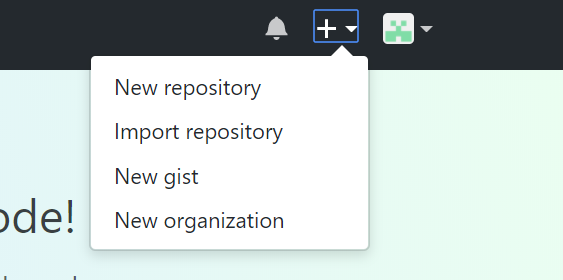 New repository
Import repository
New gist
ode!
New organization